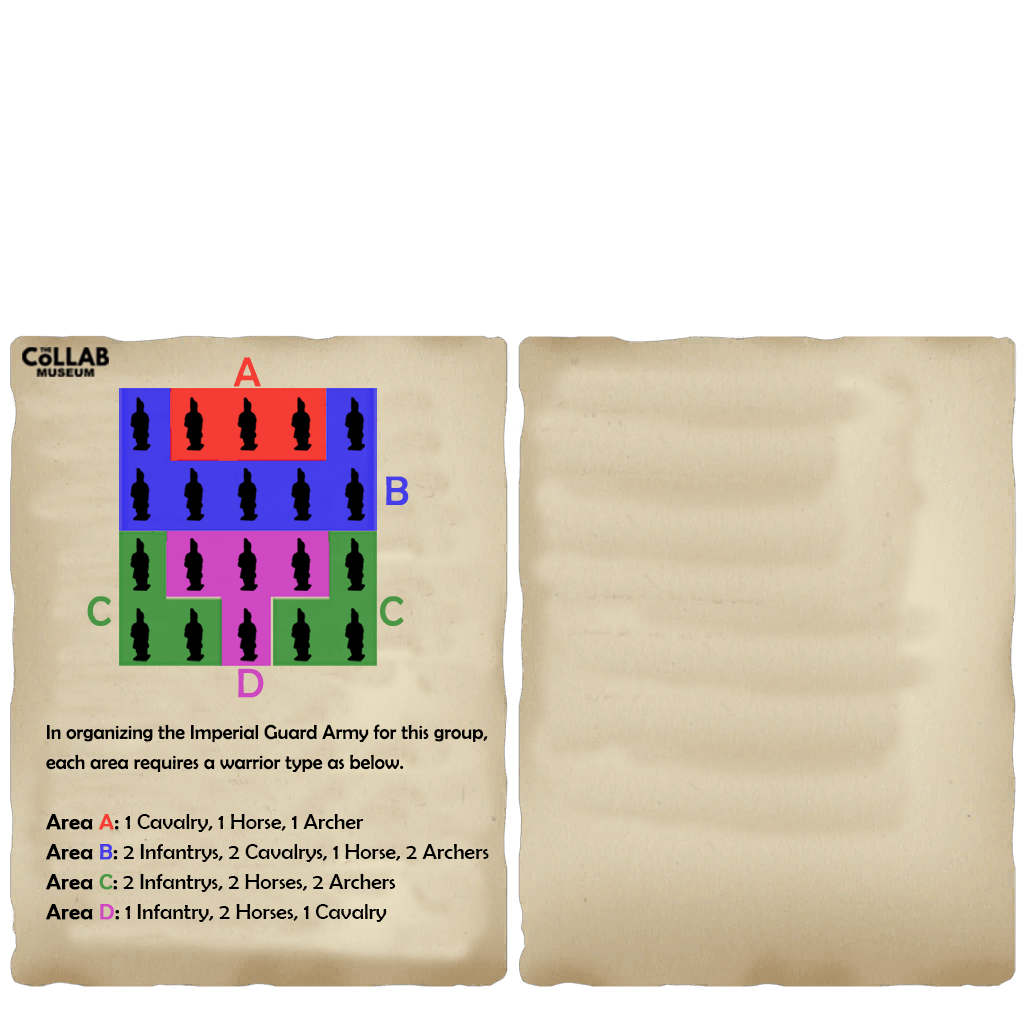 THE
CōLLAB
MUSEUM
A
B
C
C
D
In organizing the Imperial Guard Army for this group,
each area requires a warrior type as below.
Area A: 1 Cavalry, 1 Horse, 1 Archer
Area B: 2 Infantrys, 2 Cavalrys, 1 Horse, 2 Archers
Area C: 2 Infantrys, 2 Horses, 2 Archers
Area D: 1 Infantry, 2 Horses, 1 Cavalry